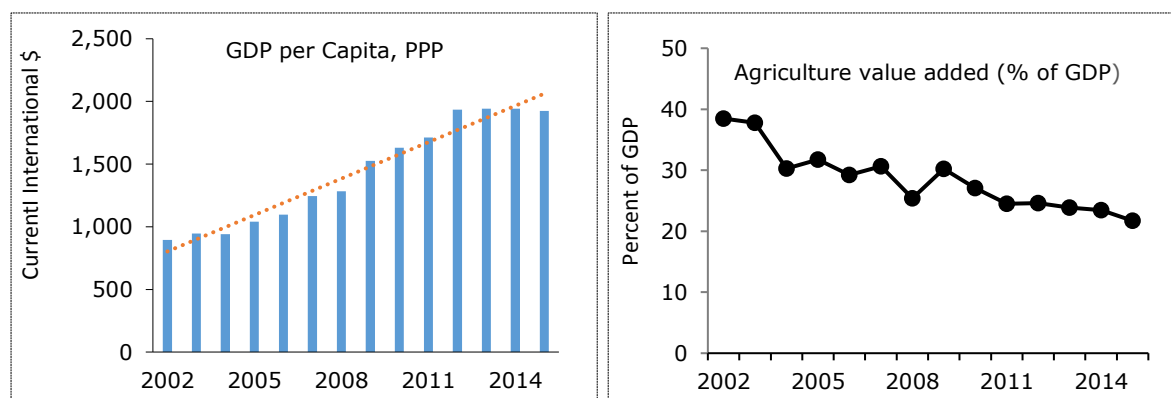 GDP per Capita, PPP
Currentl International $
2,500
2,000
1,500
1,000
500
0
2002 2005 2008 2011 2014
Agriculture value added (% of GDP)
Percent of GDP
50
40
30
20
10
0
2002 2005 2008 2011 2014